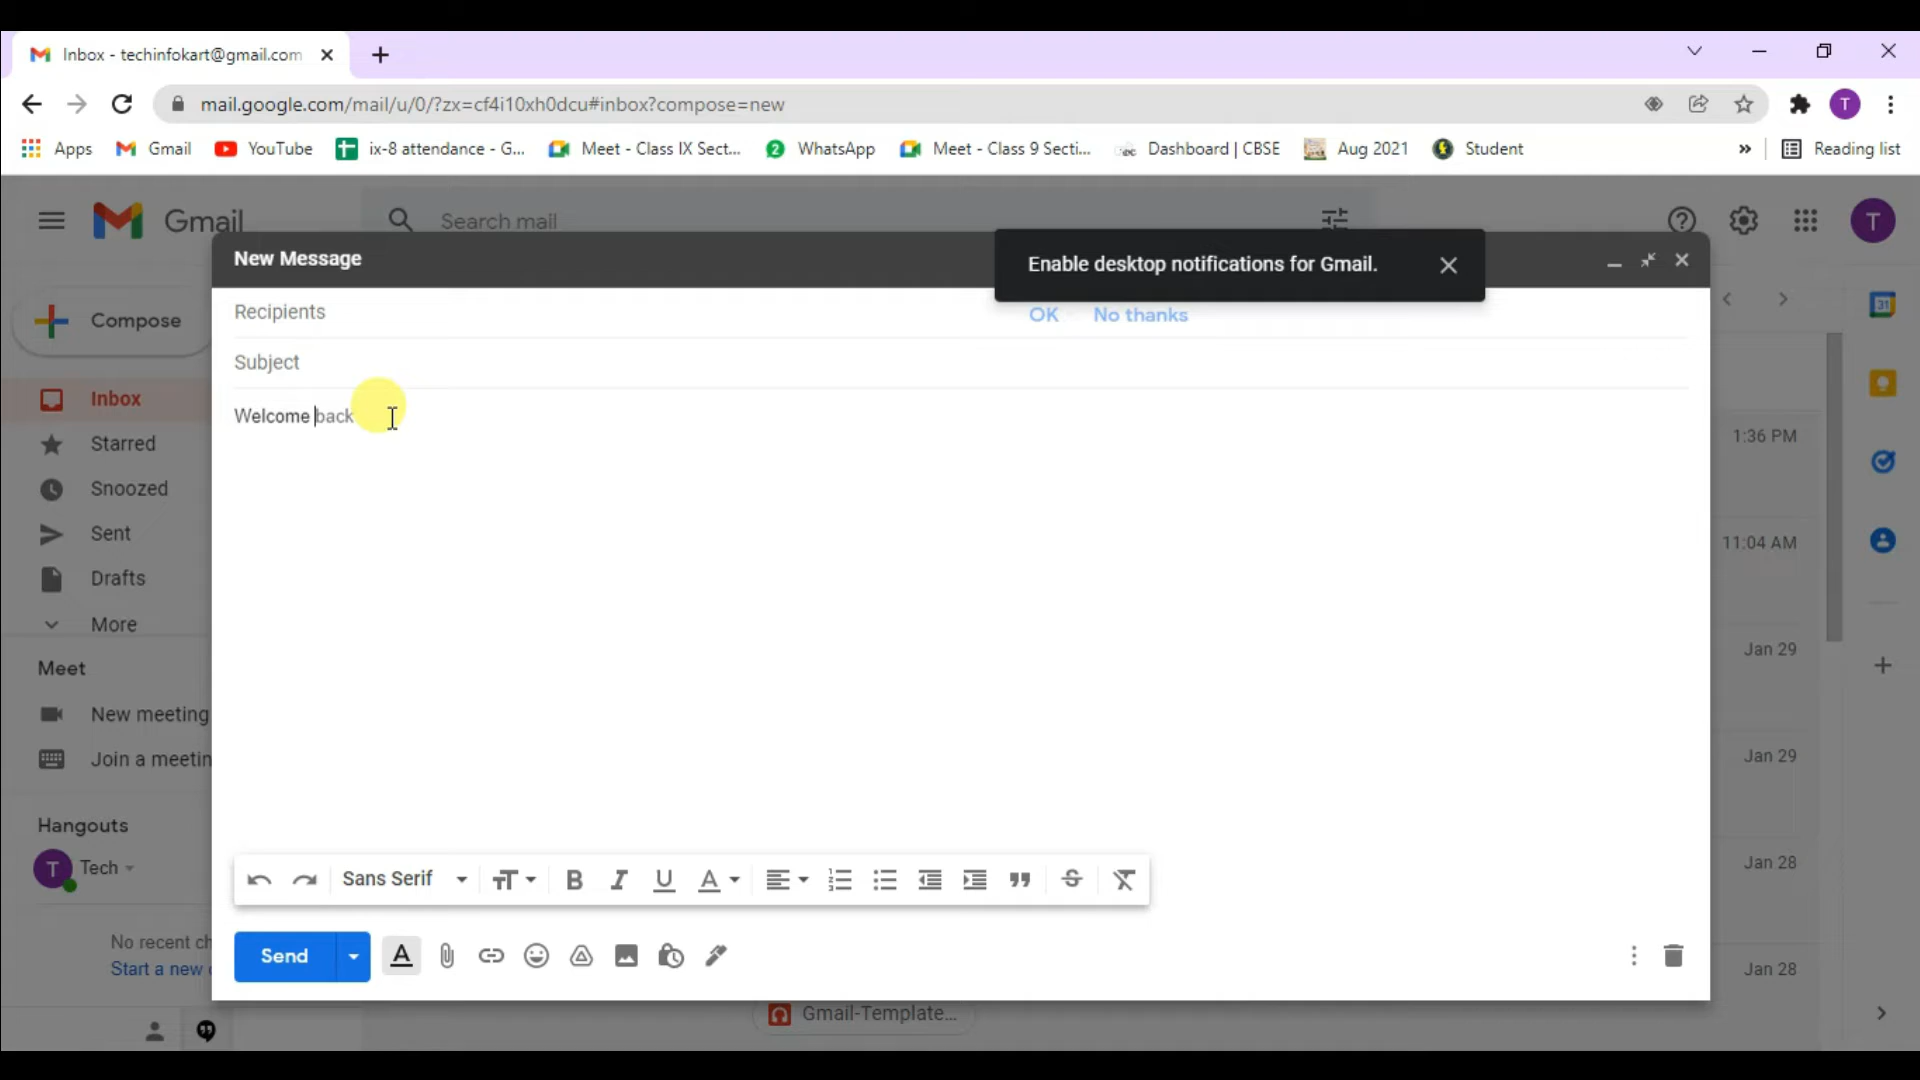 Inbox - techinfokart@gmail.com
mail.google.com/mail/u/0/?zx=cf4i10xh0dcu#inbox?compose=new
T
Apps Gmail YouTube ix-8 attendance - G... Meet - Class IX Sect... 2 WhatsApp Meet - Class 9 Secti... Dashboard | CBSE Aug 2021 Student » Reading list
Gmail Search mail T
New Message
Enable desktop notifications for Gmail.
OK No thanks
Recipients
Subject
Welcome back
Compose
Inbox
Starred
Snoozed
Sent
Drafts
More
Meet
New meeting
Join a meetin
Hangouts
T Tech
No recent ch
Start a new
31
1:36 PM
11:04 AM
Jan 29
Jan 29
Jan 28
Jan 28
Sans Serif
Send
Gmail-Template...